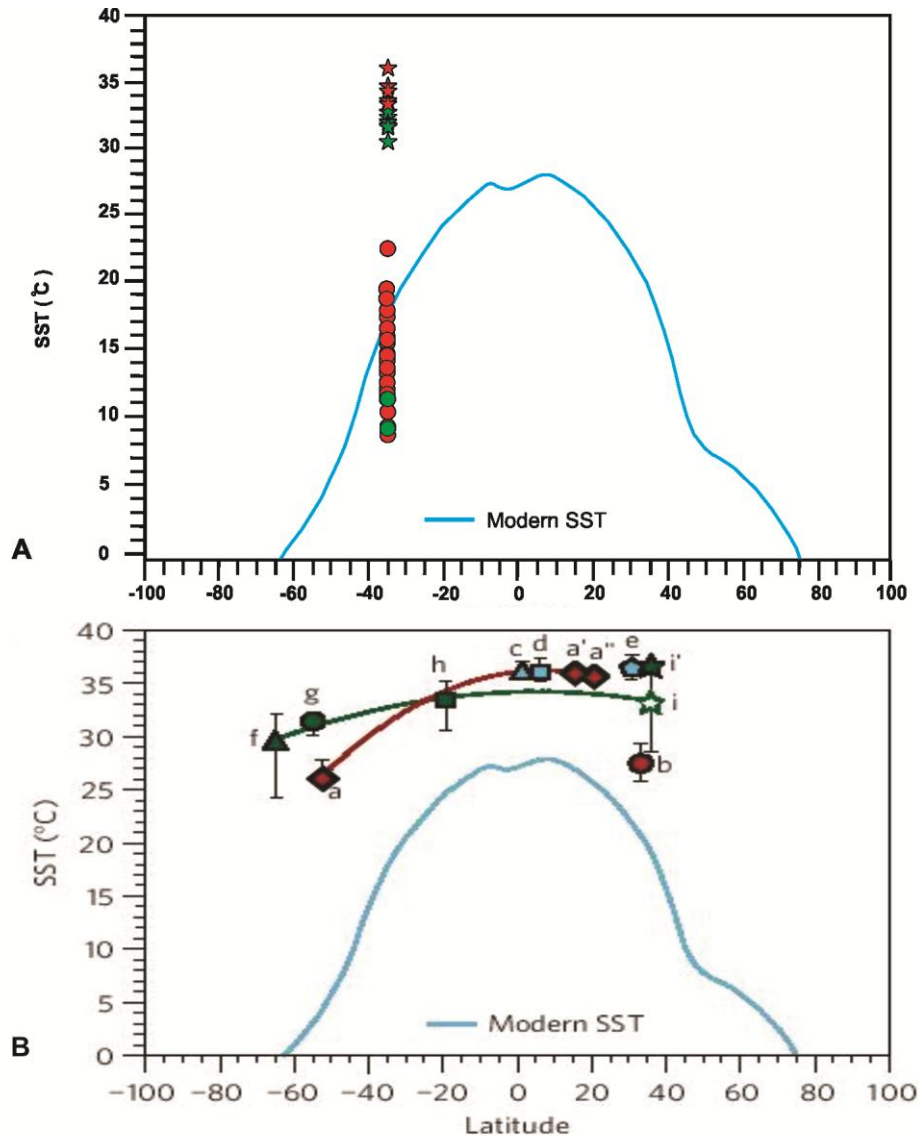 40
35
30
25
20
15
10
5
0
SST (℃)
Modern SST
A
-100 -80 -60 -40 -20 0 20 40 60 80 100
40
35
30
25
20
15
10
5
0
SST (°C)
c d a' a" e
h i'
g
f i
a b
Modern SST
B
−100 −80 −60 −40 −20 0 20 40 60 80 100
Latitude